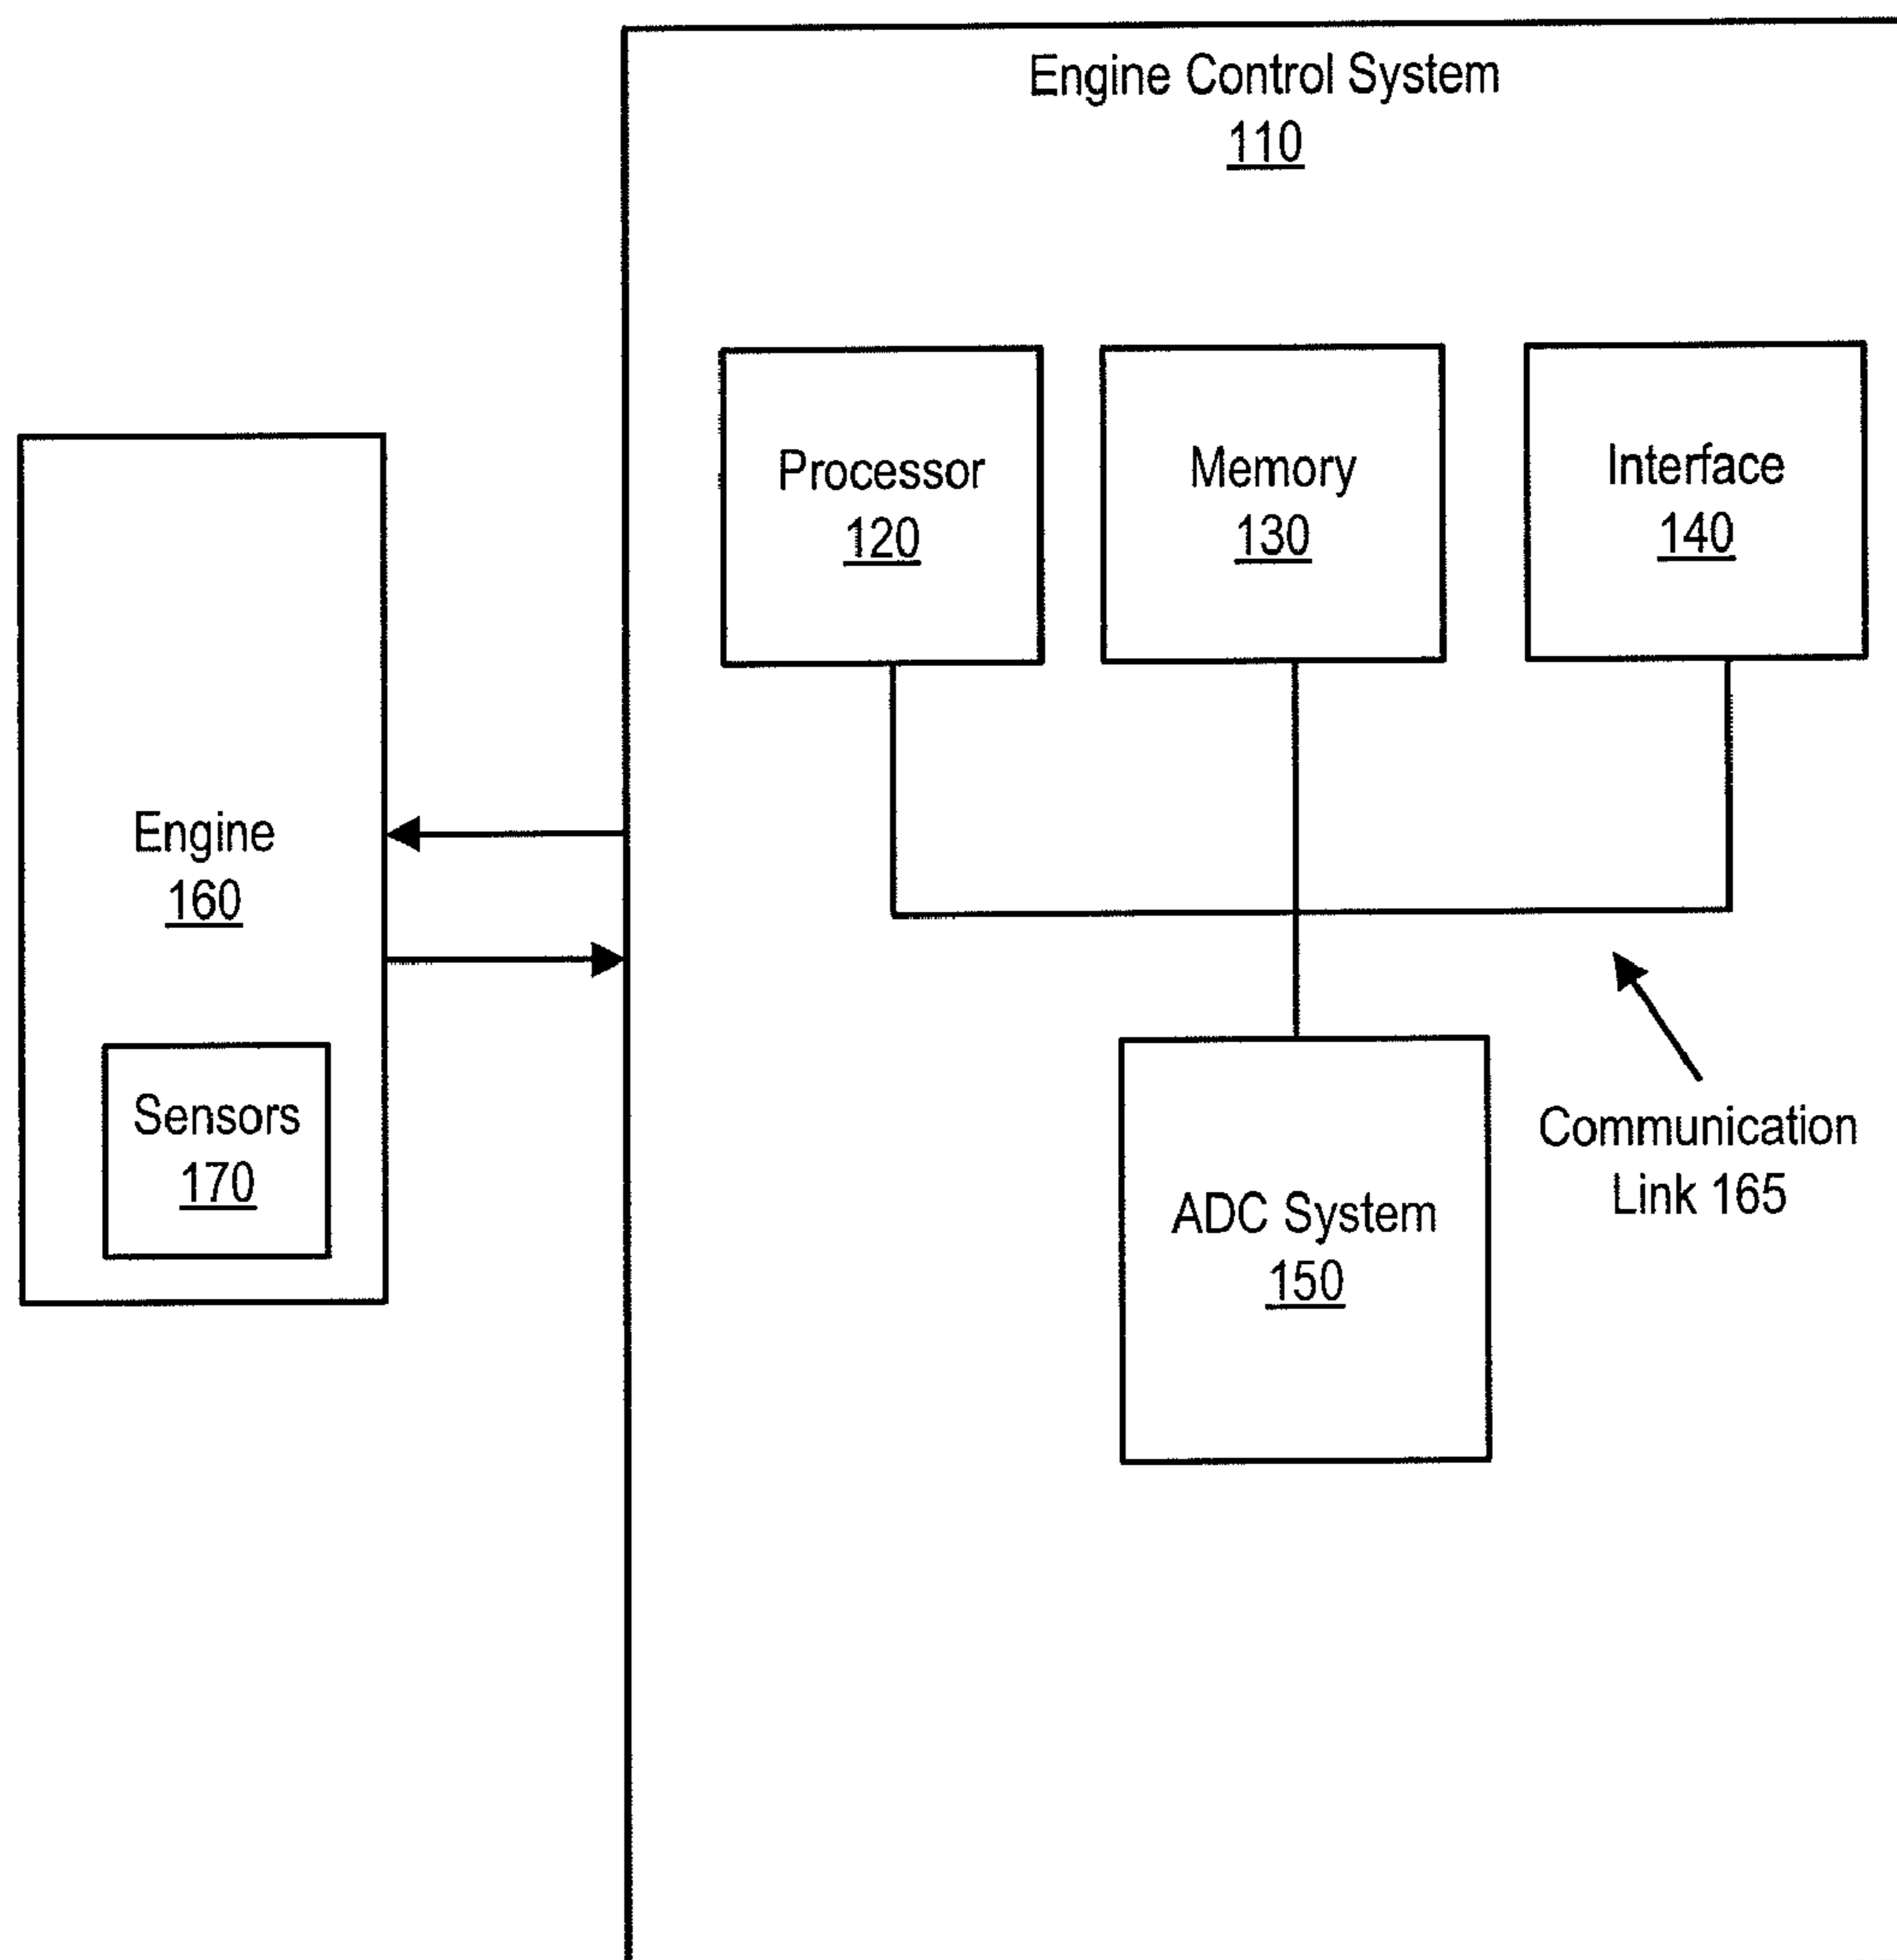 Engine Control System
110
Processor
120
Memory
130
Interface
140
Engine
160
Sensors
170
ADC System
150
Communication
Link 165